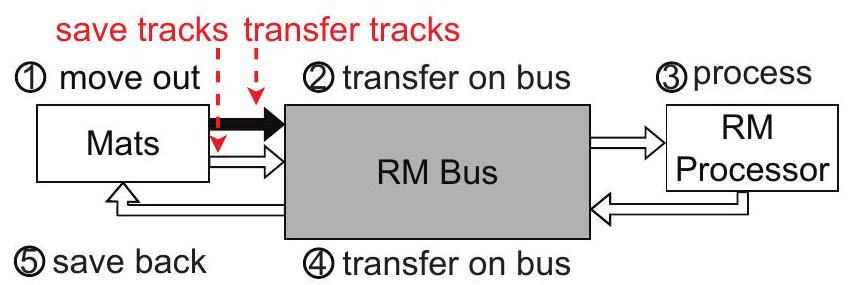 save tracks transfer tracks
① move out
② transfer on bus
③ process
Mats
RM Bus
RM
Processor
⑤ save back
④ transfer on bus